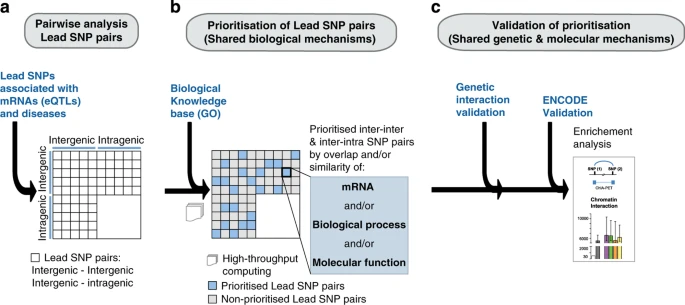 a
Pairwise analysis
Lead SNP pairs
Lead SNPs
associated with
mRNAs (eQTLs)
and diseases
Intergenic Intragenic
Intergenic
Intragenic
Lead SNP pairs:
Intergenic - Intergenic
Intergenic - intragenic
b
Prioritisation of Lead SNP pairs
(Shared biological mechanisms)
Biological
Knowledge
base (GO)
Prioritised inter-inter
& inter-intra SNP pairs
by overlap and/or
similarity of:
mRNA
and/or
Biological process
and/or
Molecular function
High-throughput
computing
Prioritised Lead SNP pairs
Non-prioritised Lead SNP pairs
c
Validation of prioritisation
(Shared genetic & molecular mechanisms)
Genetic
interaction
validation
ENCODE
Validation
Enrichement
analysis
SNP (1) SNP (2)
CHIA-PET
Chromatin
Interaction
10000
5000
30